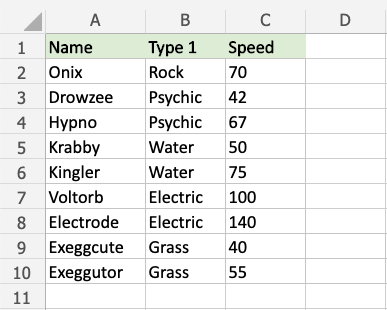 A B C D
1 Name Type 1 Speed
2 Onix Rock 70
3 Drowzee Psychic 42
4 Hypno Psychic 67
5 Krabby Water 50
6 Kingler Water 75
7 Voltorb Electric 100
8 Electrode Electric 140
9 Exeggcute Grass 40
10 Exeggutor Grass 55
11